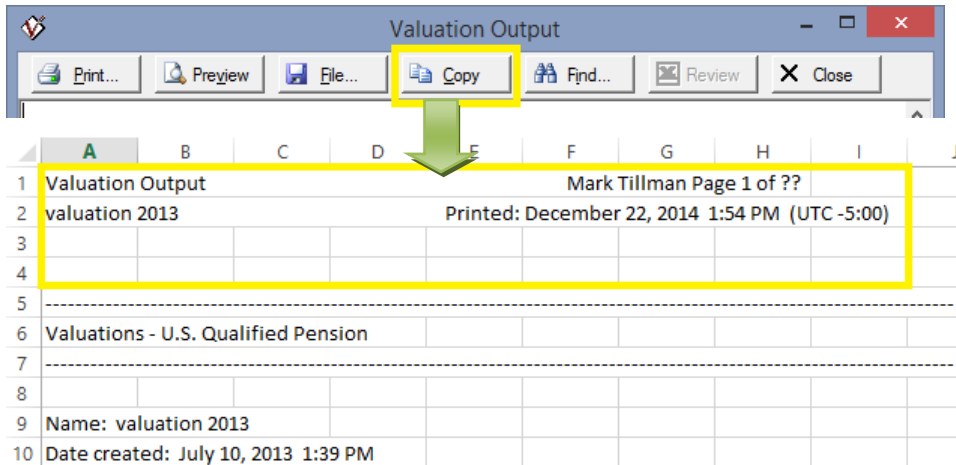 Valuation Output
Print... Preview File... Copy Find... Review Close
A B C D E F G H I J
1 Valuation Output Mark Tillman Page 1 of ??
2 valuation 2013 Printed: December 22, 2014 1:54 PM (UTC -5:00)
3
4
5 ----------------------------------------------------------------------------------------------------------------------------------
6 Valuations - U.S. Qualified Pension
7 ----------------------------------------------------------------------------------------------------------------------------------
8
9 Name: valuation 2013
10 Date created: July 10, 2013 1:39 PM